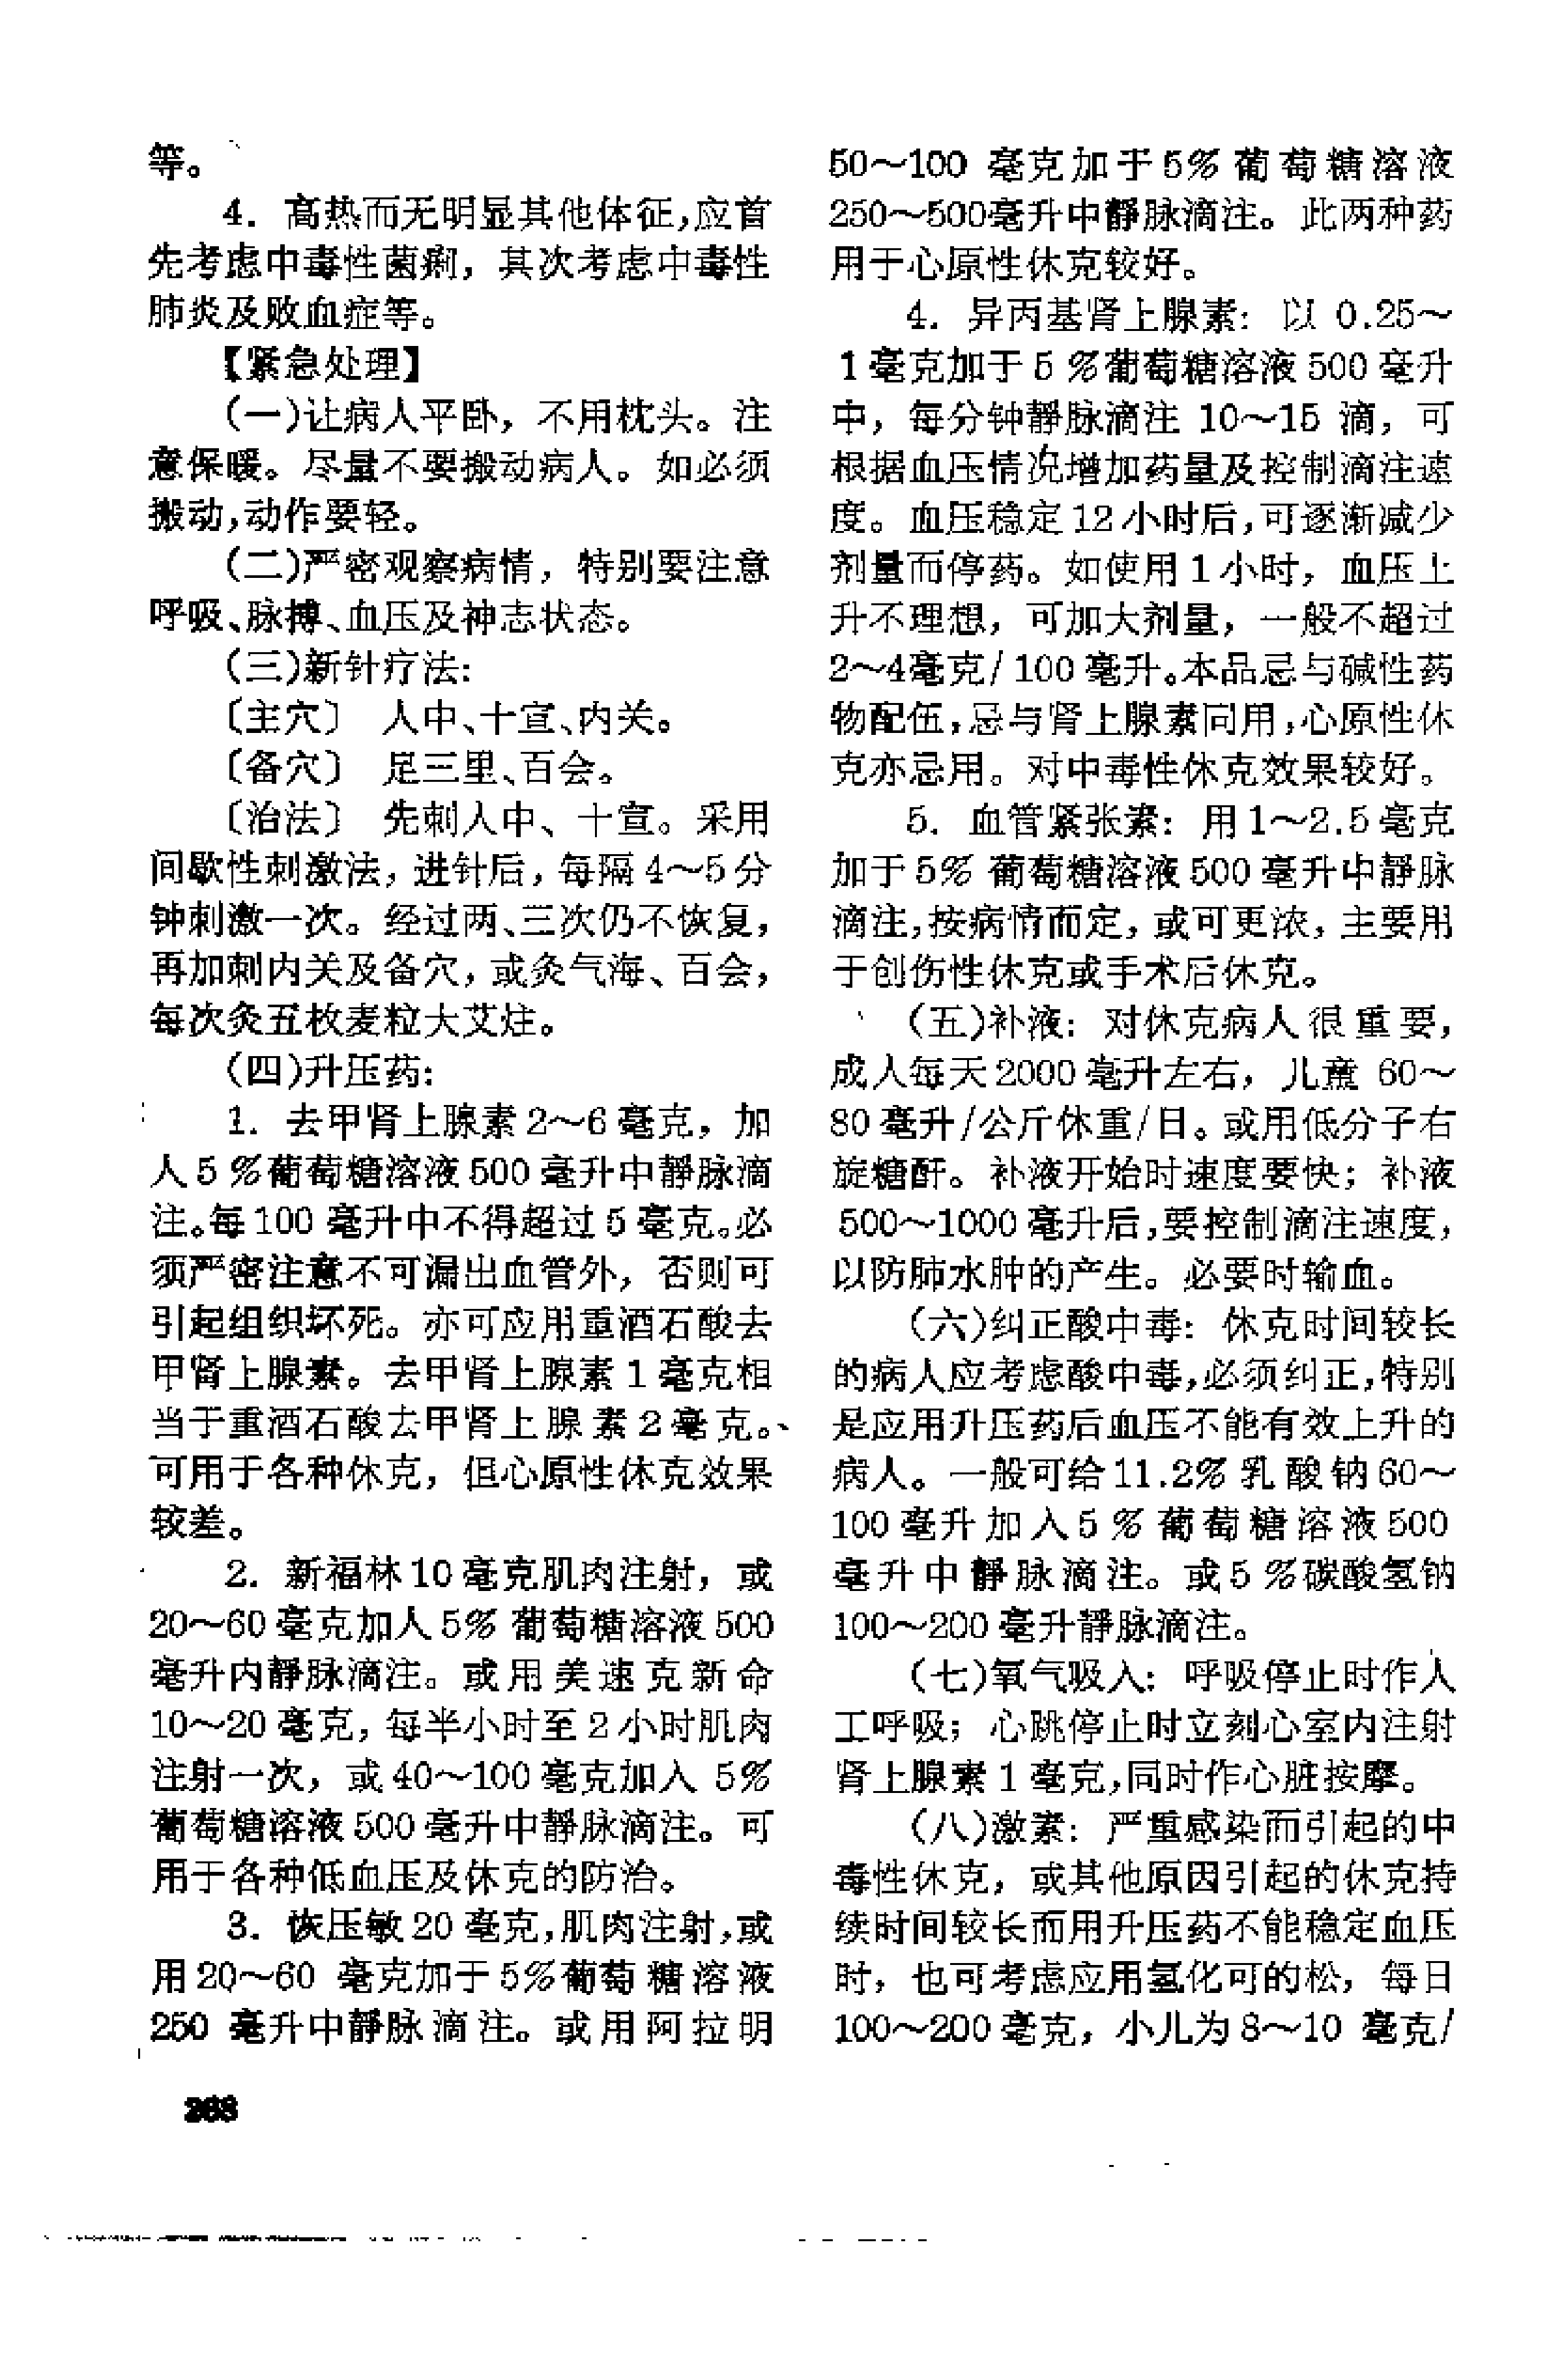 等。
4. 高热而无明显其他体征,应首
先考虑中毒性菌痢，其次考虑中毒性
肺炎及败血症等。
【紧急处理】
(一)让病人平卧，不用枕头。注
意保暖。尽量不要搬动病人。如必须
搬动,动作要轻。
(二)严密观察病情，特别要注意
呼吸、脉搏、血压及神志状态。
(三)新针疗法:
〔主穴〕 人中、十宣、内关。
〔备穴〕 足三里、百会。
〔治法〕 先刺人中、十宣。采用
间歇性刺激法，进针后，每隔4～5分
钟刺激一次。经过两、三次仍不恢复，
再加刺内关及备穴，或灸气海、百会，
每次灸五枚麦粒大艾炷。
(四)升压药:
1. 去甲肾上腺素2～6毫克，加
入5%葡萄糖溶液500毫升中静脉滴
注。每100毫升中不得超过5毫克。必
须严密注意不可漏出血管外，否则可
引起组织坏死。亦可应用重酒石酸去
甲肾上腺素。去甲肾上腺素1毫克相
当于重酒石酸去甲肾上腺素2毫克。
可用于各种休克，但心原性休克效果
较差。
2. 新福林10毫克肌肉注射，或
20～60毫克加入5%葡萄糖溶液500
毫升内静脉滴注。或用美速克新命
10～20毫克，每半小时至2小时肌肉
注射一次，或40～100毫克加入5%
葡萄糖溶液500毫升中静脉滴注。可
用于各种低血压及休克的防治。
3. 恢压敏20毫克,肌肉注射,或
用20～60毫克加于5%葡萄糖溶液
250毫升中静脉滴注。或用阿拉明
50～100毫克加于5%葡萄糖溶液
250～500毫升中静脉滴注。此两种药
用于心原性休克较好。
4. 异丙基肾上腺素：以0.25～
1毫克加于5%葡萄糖溶液500毫升
中，每分钟静脉滴注10～15滴，可
根据血压情况增加药量及控制滴注速
度。血压稳定12小时后,可逐渐减少
剂量而停药。如使用1小时，血压上
升不理想，可加大剂量，一般不超过
2～4毫克/100毫升。本品忌与碱性药
物配伍,忌与肾上腺素同用,心原性休
克亦忌用。对中毒性休克效果较好。
5. 血管紧张素：用1～2.5毫克
加于5%葡萄糖溶液500毫升中静脉
滴注,按病情而定，或可更浓，主要用
于创伤性休克或手术后休克。
(五)补液：对休克病人很重要，
成人每天2000毫升左右，儿童60～
80毫升/公斤体重/日。或用低分子右
旋糖酐。补液开始时速度要快；补液
500～1000毫升后,要控制滴注速度，
以防肺水肿的产生。必要时输血。
(六)纠正酸中毒：休克时间较长
的病人应考虑酸中毒,必须纠正,特别
是应用升压药后血压不能有效上升的
病人。一般可给11.2%乳酸钠60～
100毫升加入5%葡萄糖溶液500
毫升中静脉滴注。或5%碳酸氢钠
100～200毫升静脉滴注。
(七)氧气吸入：呼吸停止时作人
工呼吸；心跳停止时立刻心室内注射
肾上腺素1毫克,同时作心脏按摩。
(八)激素：严重感染而引起的中
毒性休克，或其他原因引起的休克持
续时间较长而用升压药不能稳定血压
时，也可考虑应用氢化可的松，每日
100～200毫克，小儿为8～10毫克/
268